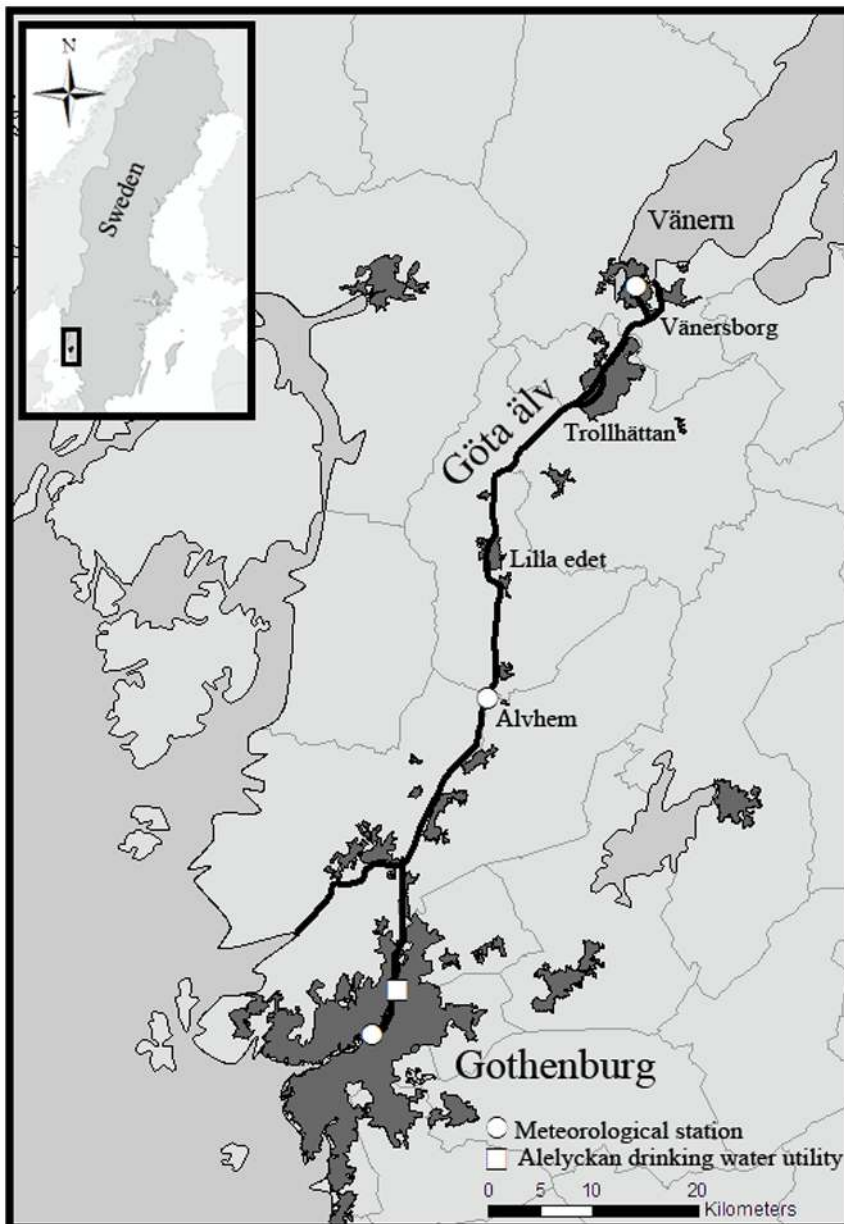 N
Sweden
Vänern
Vänersborg
Göta älv
Trollhättan
Lilla edet
Älvhem
Gothenburg
Meteorological station
Alelyckan drinking water utility
0 5 10 20
Kilometers